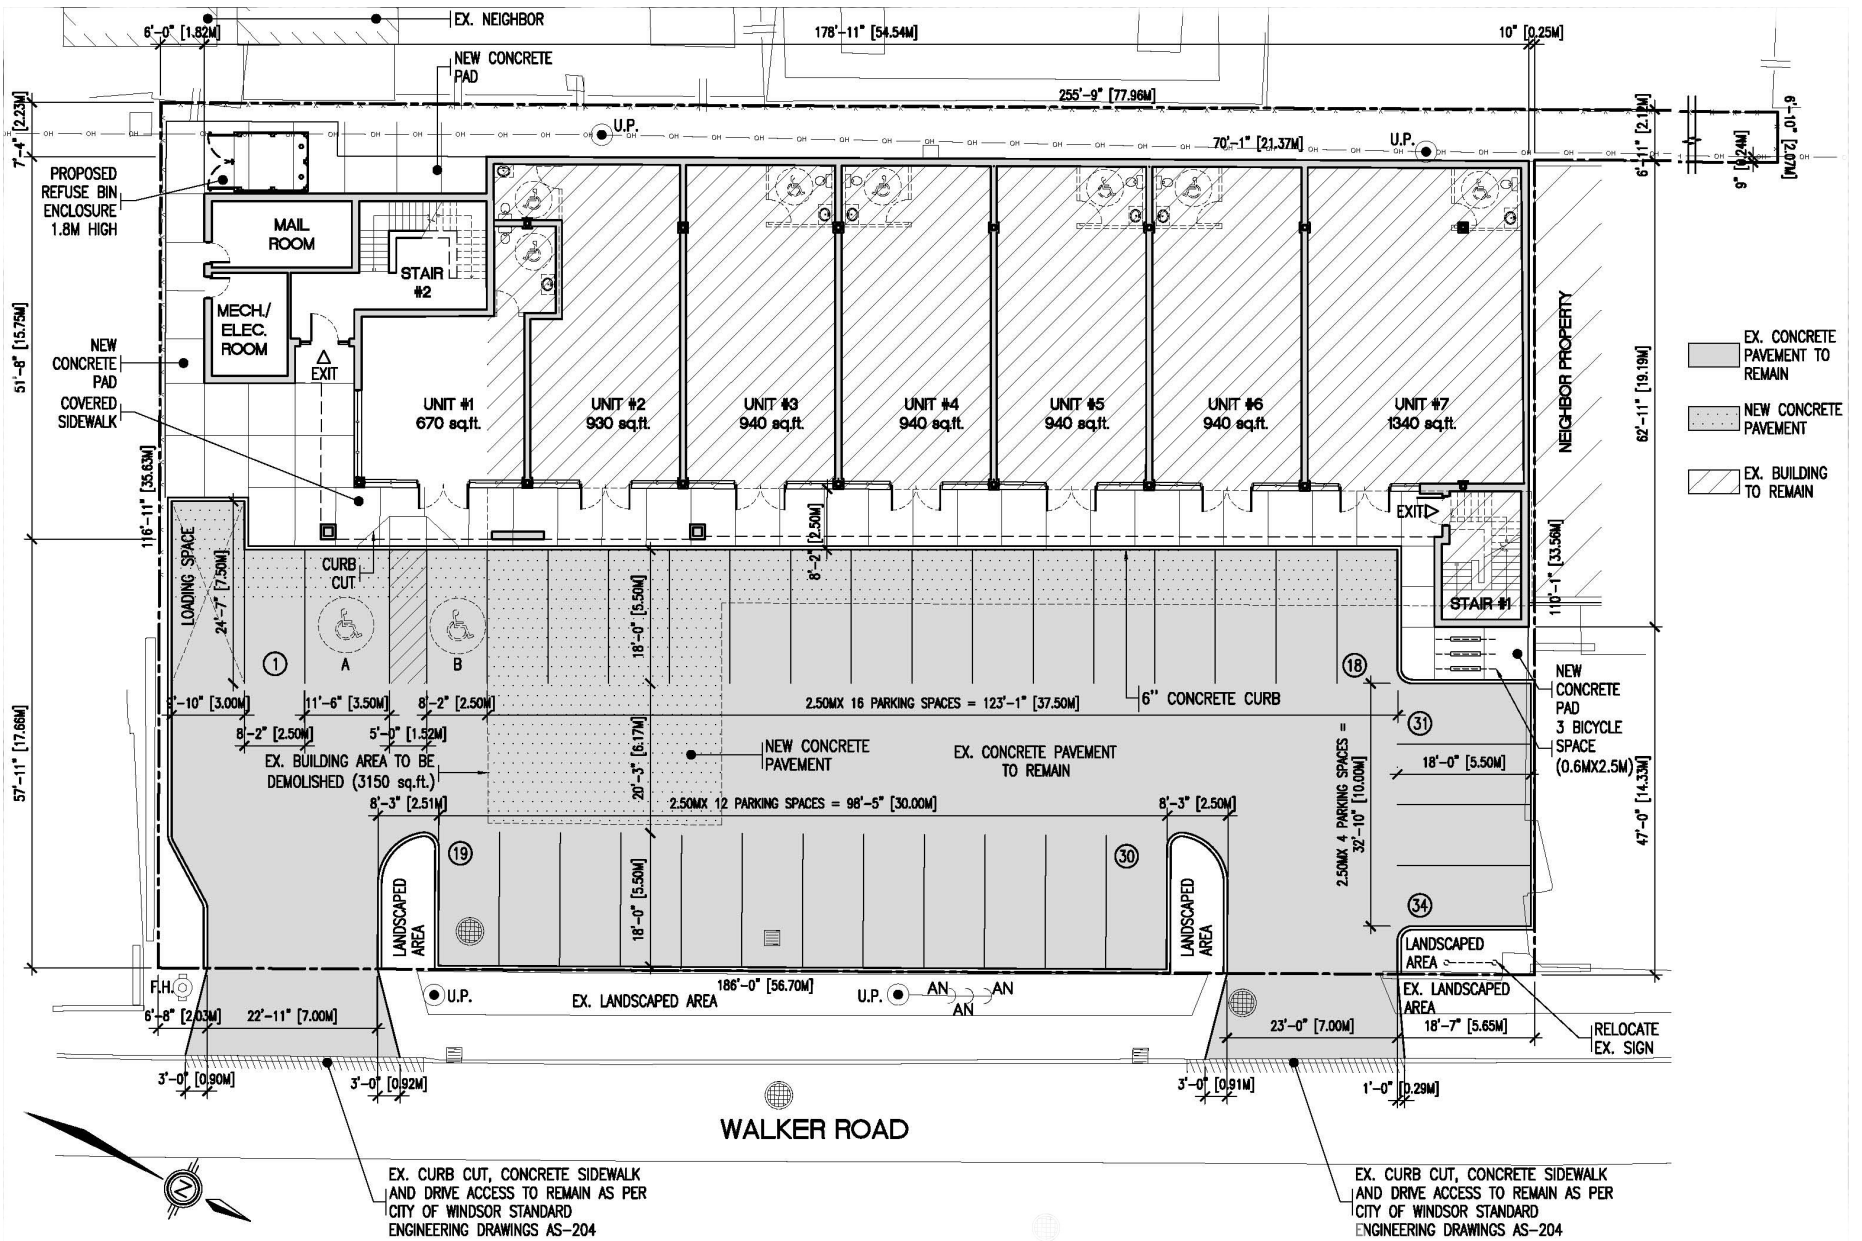 EX. NEIGHBOR
6'-0" [1.82M]
178'-11" [54.54M]
10" [0.25M]
NEW CONCRETE
PAD
255'-9" [77.96M]
7'-4" [2.23M]
U.P.
70'-1" [21.37M]
U.P.
6'-11" [2.12M]
9" [0.24M]
6'-10" [2.07M]
PROPOSED
REFUSE BIN
ENCLOSURE
1.8M HIGH
MAIL
ROOM
STAIR
#2
MECH./
ELEC.
ROOM
EXIT
51'-8" [15.75M]
NEW
CONCRETE
PAD
COVERED
SIDEWALK
UNIT #1
670 sq.ft.
UNIT #2
930 sq.ft.
UNIT #3
940 sq.ft.
UNIT #4
940 sq.ft.
UNIT #5
940 sq.ft.
UNIT #6
940 sq.ft.
UNIT #7
1340 sq.ft.
NEIGHBOR PROPERTY
62'-11" [19.19M]
EX. CONCRETE
PAVEMENT TO
REMAIN
NEW CONCRETE
PAVEMENT
EX. BUILDING
TO REMAIN
116'-11" [35.63M]
EXIT
110'-1" [33.56M]
STAIR #1
LOADING SPACE
24'-7" [7.50M]
CURB
CUT
8'-2" [2.50M]
18'-0" [5.50M]
1
A
B
18
9'-10" [3.00M]
11'-6" [3.50M]
8'-2" [2.50M]
2.50MX 16 PARKING SPACES = 123'-1" [37.50M]
6" CONCRETE CURB
8'-2" [2.50M]
5'-0" [1.52M]
31
NEW
CONCRETE
PAD
3 BICYCLE
SPACE
(0.6MX2.5M)
57'-11" [17.66M]
EX. BUILDING AREA TO BE
DEMOLISHED (3150 sq.ft.)
20'-3" [6.17M]
NEW CONCRETE
PAVEMENT
EX. CONCRETE PAVEMENT
TO REMAIN
18'-0" [5.50M]
8'-3" [2.51M]
2.50MX 12 PARKING SPACES = 98'-5" [30.00M]
8'-3" [2.50M]
2.50MX 4 PARKING SPACES =
32'-10" [10.00M]
47'-0" [14.33M]
19
30
34
18'-0" [5.50M]
LANDSCAPED
AREA
LANDSCAPED
AREA
LANDSCAPED
AREA
F.H.
U.P.
EX. LANDSCAPED AREA
186'-0" [56.70M]
U.P.
AN
AN
AN
EX. LANDSCAPED
AREA
6'-8" [2.03M]
22'-11" [7.00M]
23'-0" [7.00M]
18'-7" [5.65M]
RELOCATE
EX. SIGN
3'-0" [0.90M]
3'-0" [0.92M]
3'-0" [0.91M]
1'-0" [0.29M]
WALKER ROAD
N
EX. CURB CUT, CONCRETE SIDEWALK
AND DRIVE ACCESS TO REMAIN AS PER
CITY OF WINDSOR STANDARD
ENGINEERING DRAWINGS AS-204
EX. CURB CUT, CONCRETE SIDEWALK
AND DRIVE ACCESS TO REMAIN AS PER
CITY OF WINDSOR STANDARD
ENGINEERING DRAWINGS AS-204